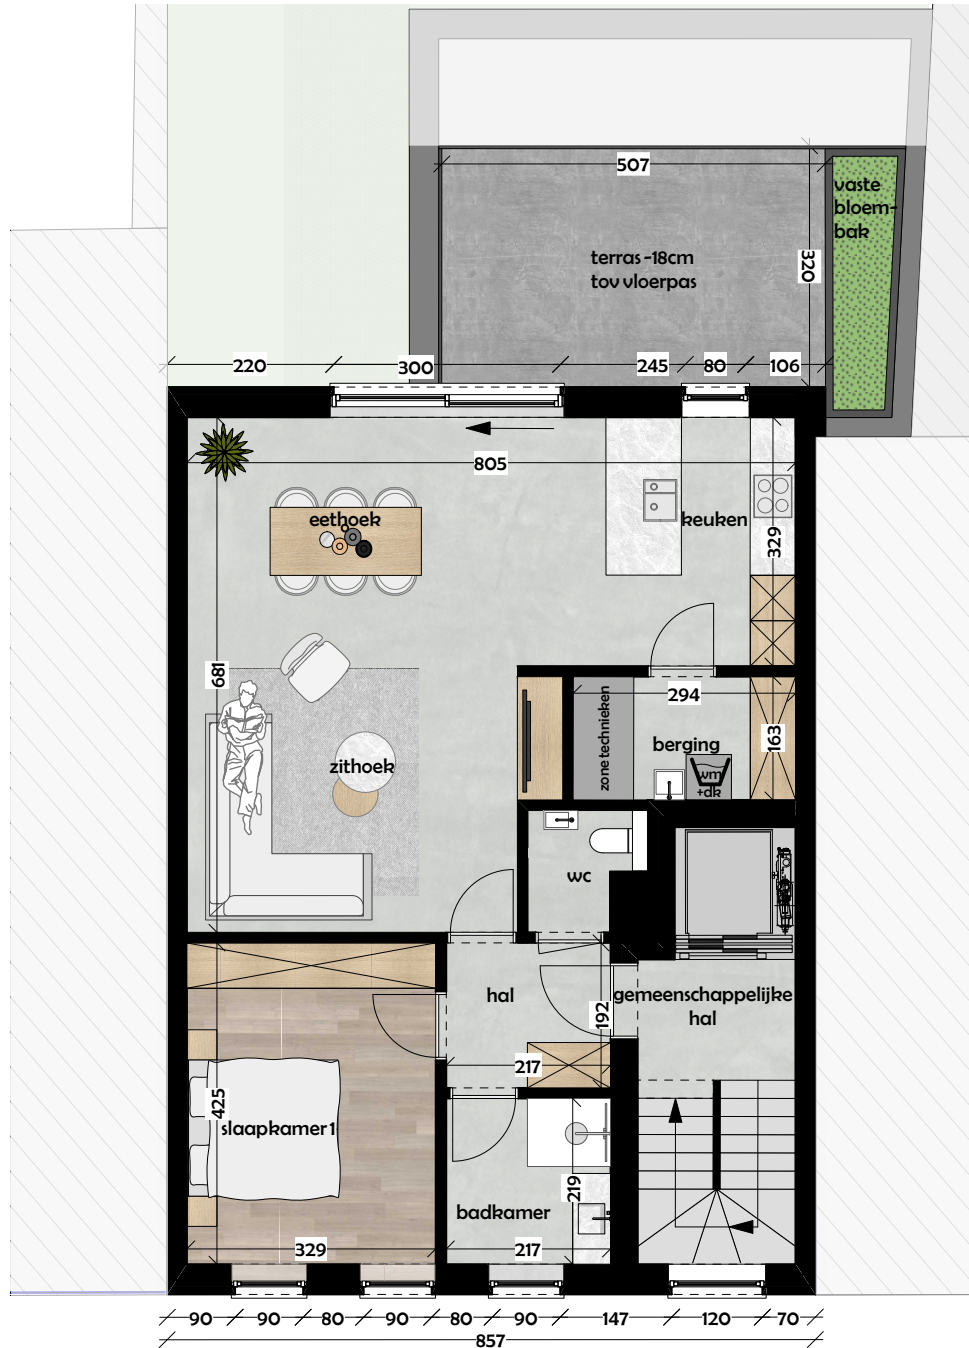 507
vaste
bloem-
bak
320
terras -18cm
tov vloerpas
220
300
245
80
106
805
eethoek
keuken
329
681
294
zone technieken
163
berging
wm
+dk
zithoek
wc
hal
192
gemeenschappelijke
hal
217
425
slaapkamer 1
219
badkamer
329
217
90
90
80
90
80
90
147
120
70
857